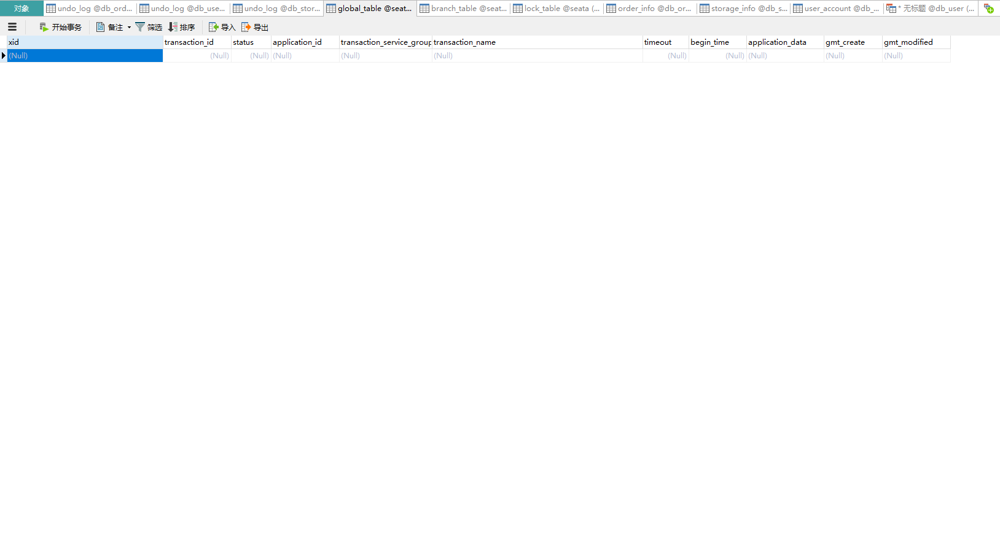 对象 undo_log @db_ord... undo_log @db_use... undo_log @db_stor... global_table @seat... branch_table @seat... lock_table @seata (... order_info @db_or... storage_info @db_s... user_account @db_... * 无标题 @db_user (...
开始事务 备注 筛选 排序 导入 导出
xid transaction_id status application_id transaction_service_group transaction_name timeout begin_time application_data gmt_create gmt_modified
(Null) (Null) (Null) (Null) (Null) (Null) (Null) (Null) (Null) (Null) (Null)